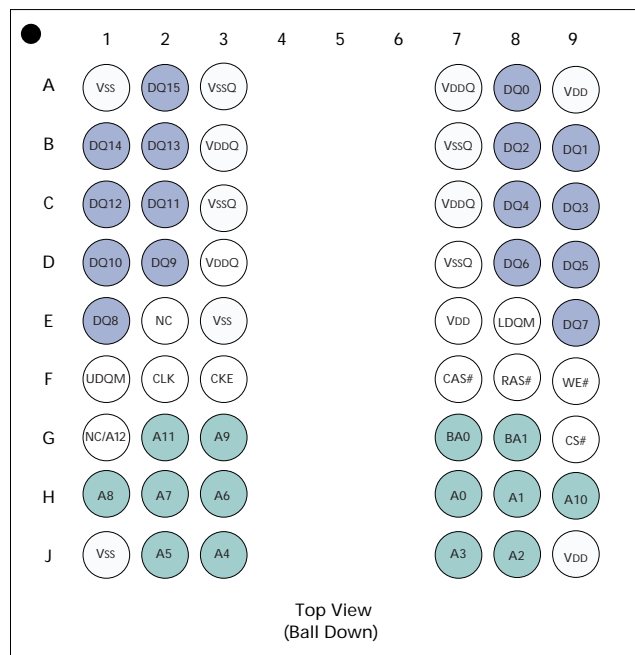 1 2 3 4 5 6 7 8 9
A Vss DQ15 VssQ VDDQ DQ0 VDD
B DQ14 DQ13 VDDQ VssQ DQ2 DQ1
C DQ12 DQ11 VssQ VDDQ DQ4 DQ3
D DQ10 DQ9 VDDQ VssQ DQ6 DQ5
E DQ8 NC Vss VDD LDQM DQ7
F UDQM CLK CKE CAS# RAS# WE#
G NC/A12 A11 A9 BA0 BA1 CS#
H A8 A7 A6 A0 A1 A10
J Vss A5 A4 A3 A2 VDD
Top View
(Ball Down)